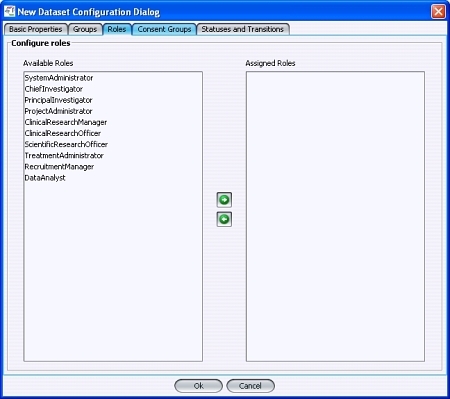 New Dataset Configuration Dialog
Basic Properties Groups Roles Consent Groups Statuses and Transitions
Configure roles
Available Roles Assigned Roles
SystemAdministrator
ChiefInvestigator
PrincipalInvestigator
ProjectAdministrator
ClinicalResearchManager
ClinicalResearchOfficer
ScientificResearchOfficer
TreatmentAdministrator
RecruitmentManager
DataAnalyst
Ok Cancel